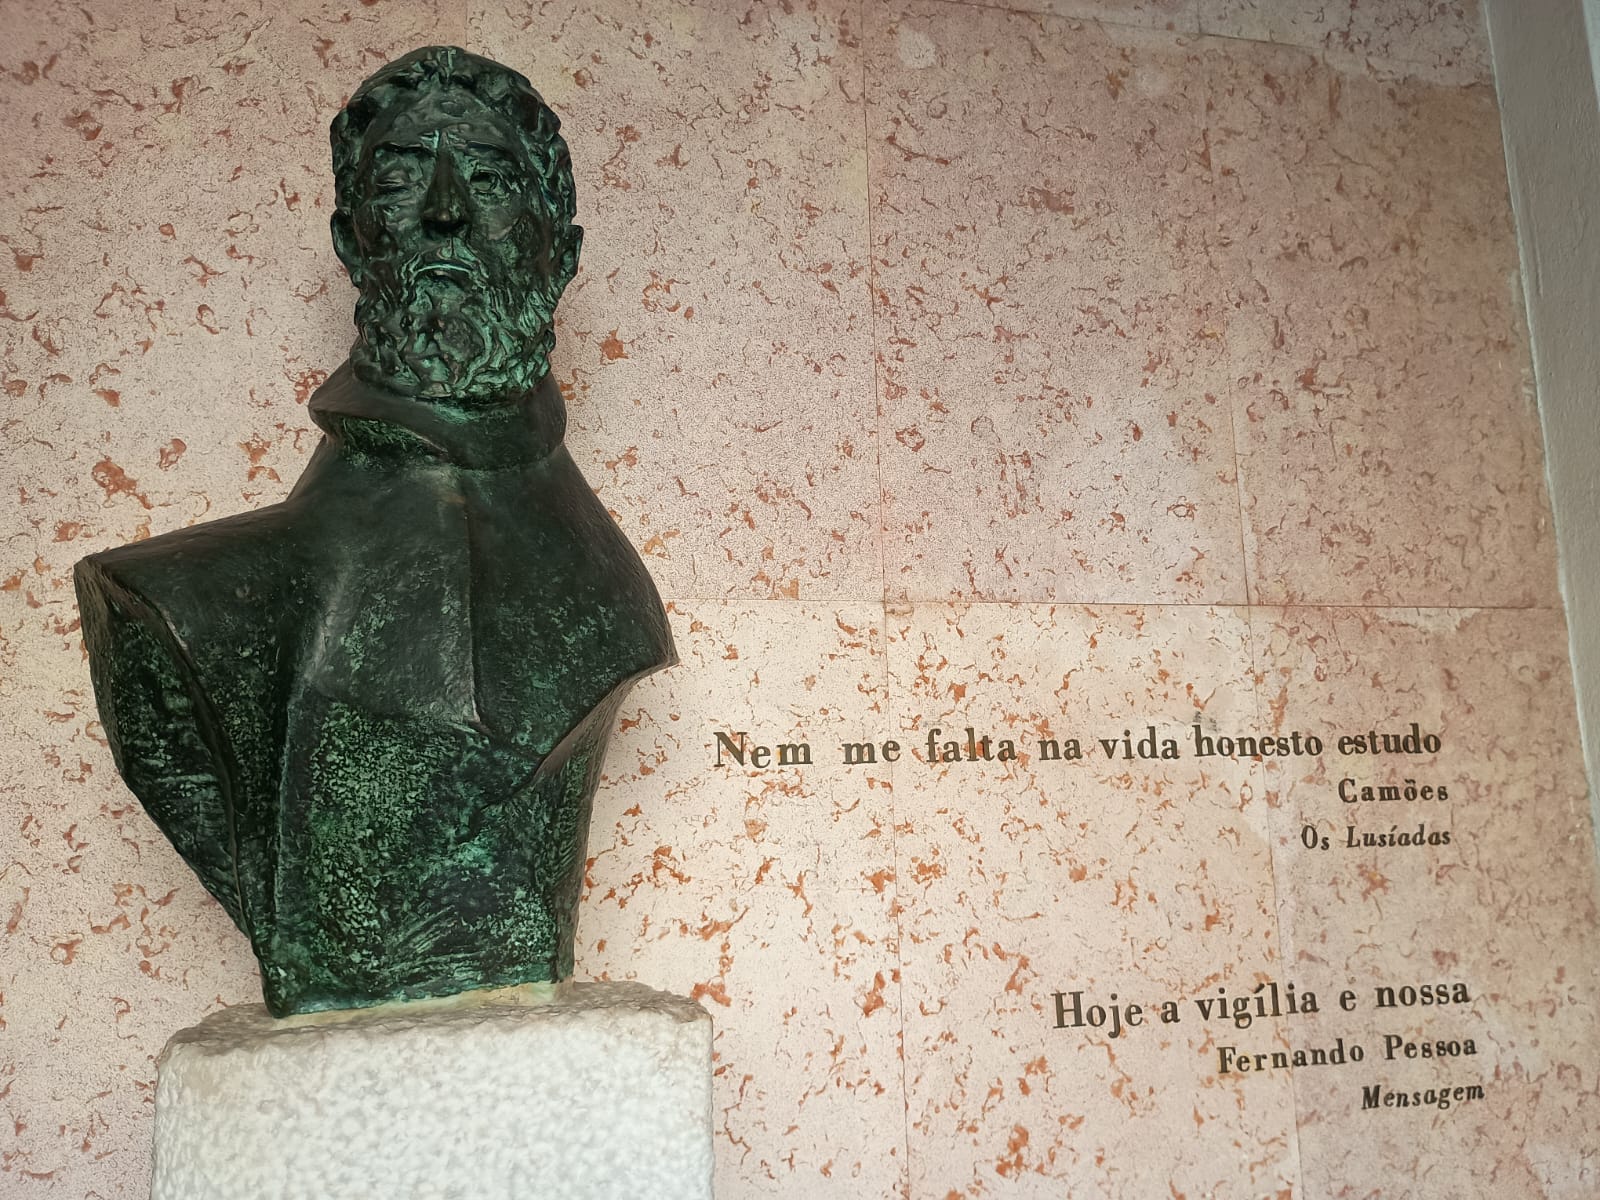 Nem me falta na vida honesto estudo
Camões
Os Lusíadas
Hoje a vigília e nossa
Fernando Pessoa
Mensagem